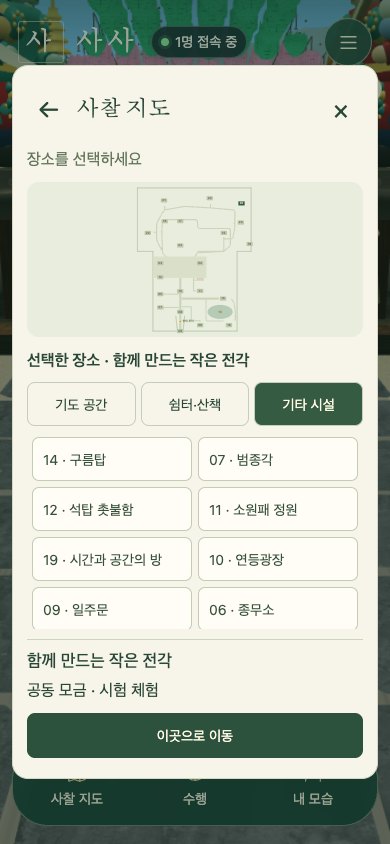 사 사사 1명 접속 중
← 사찰 지도 ×
장소를 선택하세요
선택한 장소 · 함께 만드는 작은 전각
기도 공간 쉼터·산책 기타 시설
14 · 구름탑 07 · 범종각
12 · 석탑 촛불함 11 · 소원패 정원
19 · 시간과 공간의 방 10 · 연등광장
09 · 일주문 06 · 종무소
함께 만드는 작은 전각
공동 모금 · 시험 체험
이곳으로 이동
사찰 지도 수행 내 모습